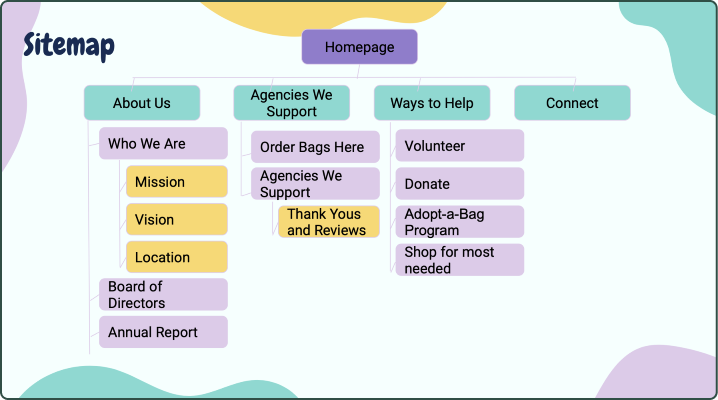 Sitemap
Homepage
About Us
Agencies We
Support
Ways to Help
Connect
Who We Are
Mission
Vision
Location
Board of
Directors
Annual Report
Order Bags Here
Agencies We
Support
Thank Yous
and Reviews
Volunteer
Donate
Adopt-a-Bag
Program
Shop for most
needed